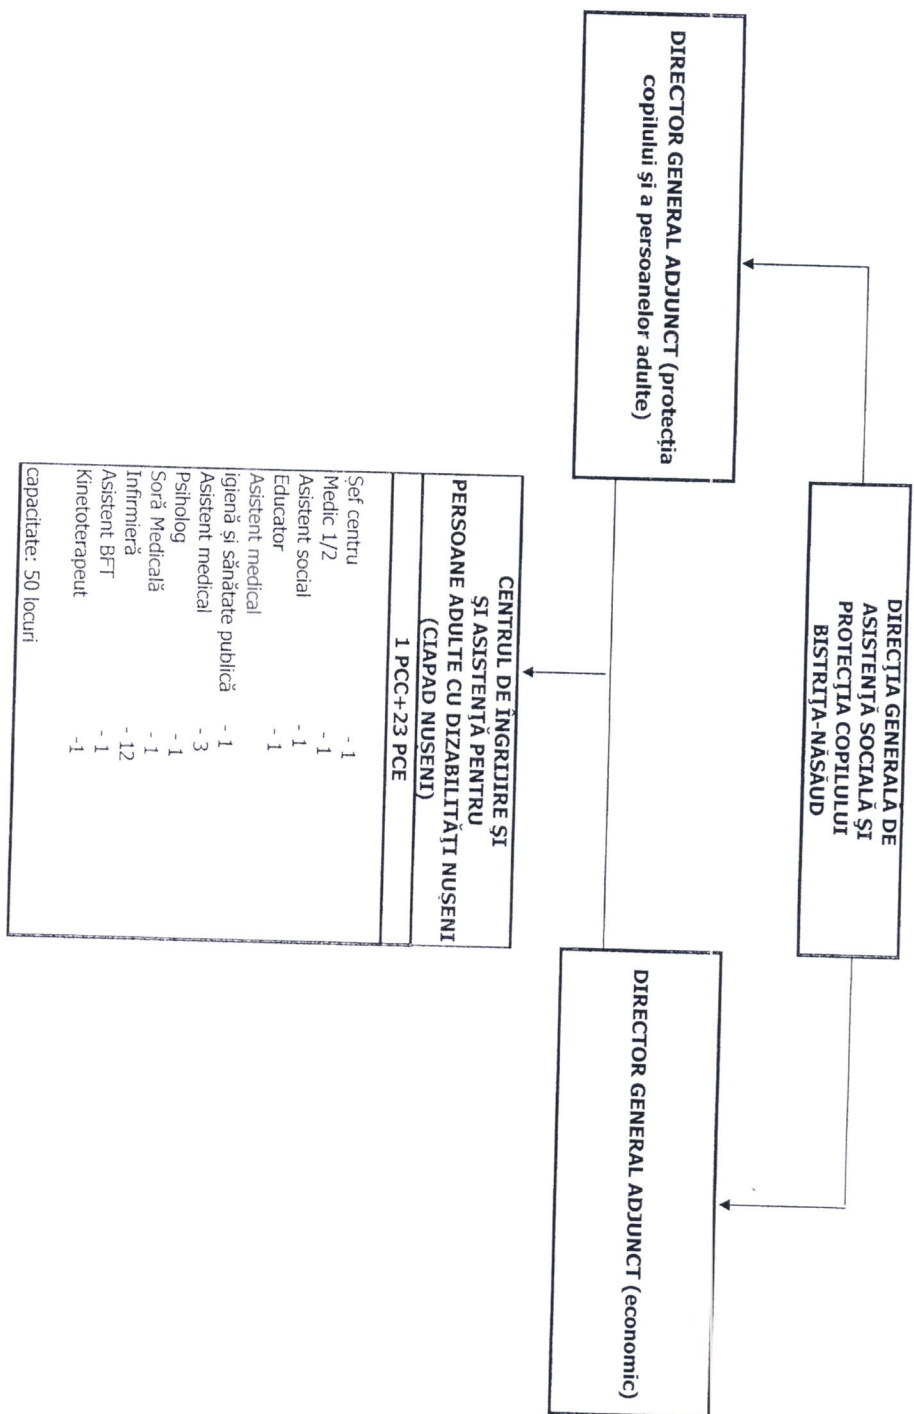 DIRECȚIA GENERALĂ DE
ASISTENȚĂ SOCIALĂ ȘI
PROTECȚIA COPILULUI
BISTRIȚA-NĂSĂUD
DIRECTOR GENERAL ADJUNCT (protecția
copilului și a persoanelor adulte)
DIRECTOR GENERAL ADJUNCT (economic)
CENTRUL DE ÎNGRIJIRE ȘI
ȘI ASISTENȚĂ PENTRU
PERSOANE ADULTE CU DIZABILITĂȚI NUȘENI
(CIAPAD NUȘENI)
1 PCC+23 PCE
Șef centru - 1
Medic 1/2 - 1
Asistent social - 1
Educator - 1
Asistent medical
igienă și sănătate publică - 1
Asistent medical - 3
Psiholog - 1
Soră Medicală - 1
Infirmieră - 12
Asistent BFT - 1
Kinetoterapeut -1
capacitate: 50 locuri